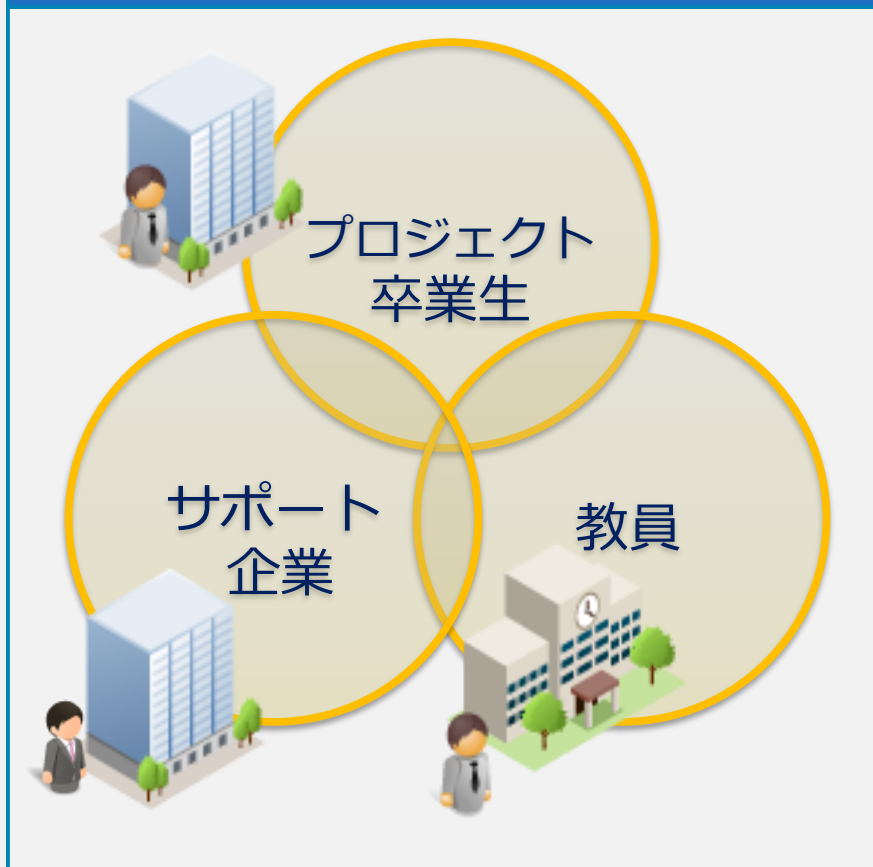 プロジェクト
卒業生
サポート
企業
教員